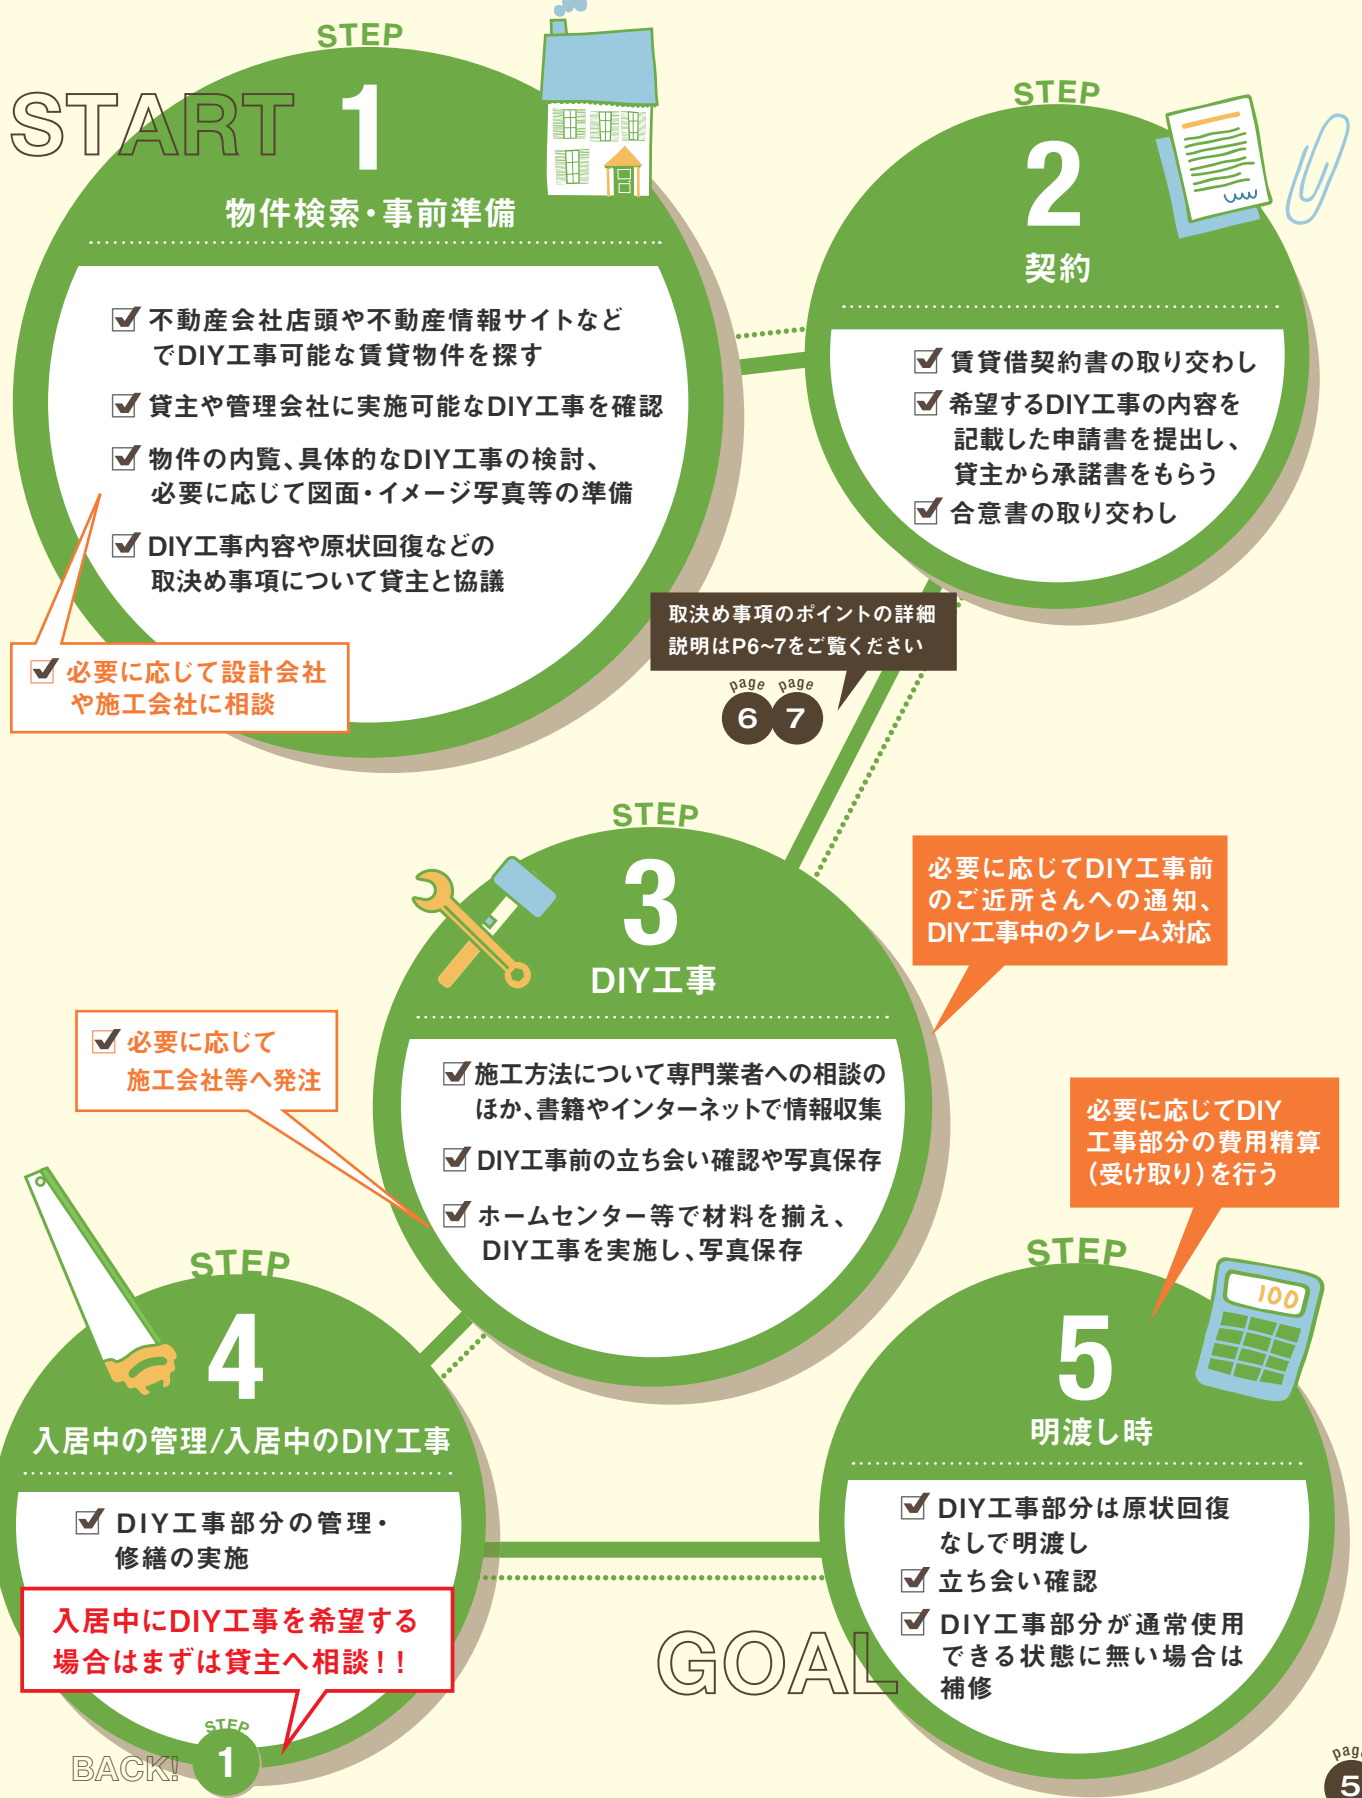 START
STEP
1
物件検索・事前準備
不動産会社店頭や不動産情報サイトなど
でDIY工事可能な賃貸物件を探す
貸主や管理会社に実施可能なDIY工事を確認
物件の内覧、具体的なDIY工事の検討、
必要に応じて図面・イメージ写真等の準備
DIY工事内容や原状回復などの
取決め事項について貸主と協議
必要に応じて設計会社
や施工会社に相談
STEP
2
契約
賃貸借契約書の取り交わし
希望するDIY工事の内容を
記載した申請書を提出し、
貸主から承諾書をもらう
合意書の取り交わし
取決め事項のポイントの詳細
説明はP6~7をご覧ください
page page
6 7
STEP
3
DIY工事
施工方法について専門業者への相談の
ほか、書籍やインターネットで情報収集
DIY工事前の立ち会い確認や写真保存
ホームセンター等で材料を揃え、
DIY工事を実施し、写真保存
必要に応じてDIY工事前
のご近所さんへの通知、
DIY工事中のクレーム対応
必要に応じて
施工会社等へ発注
STEP
4
入居中の管理/入居中のDIY工事
DIY工事部分の管理・
修繕の実施
入居中にDIY工事を希望する
場合はまずは貸主へ相談！！
BACK!
STEP
1
必要に応じてDIY
工事部分の費用精算
（受け取り）を行う
STEP
100
5
明渡し時
DIY工事部分は原状回復
なしで明渡し
立ち会い確認
DIY工事部分が通常使用
できる状態に無い場合は
補修
GOAL
page
5